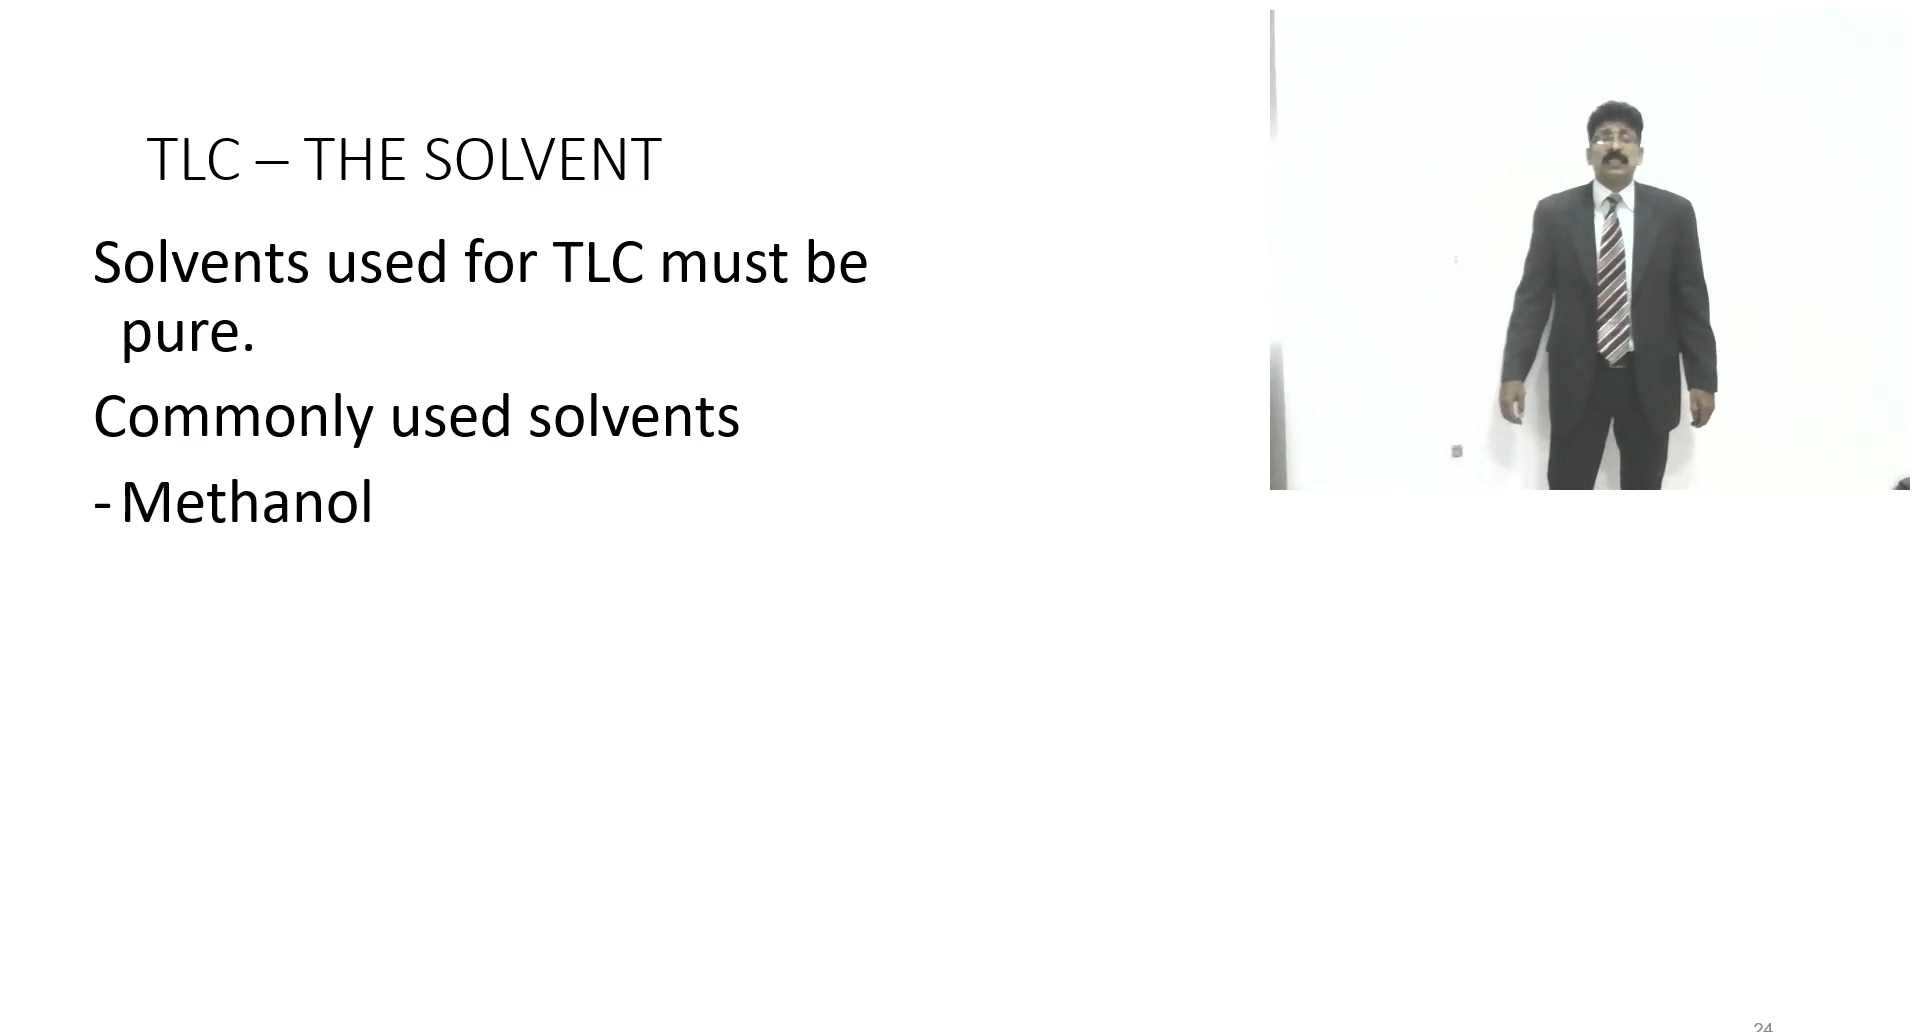 TLC – THE SOLVENT
Solvents used for TLC must be
pure.
Commonly used solvents
- Methanol
24